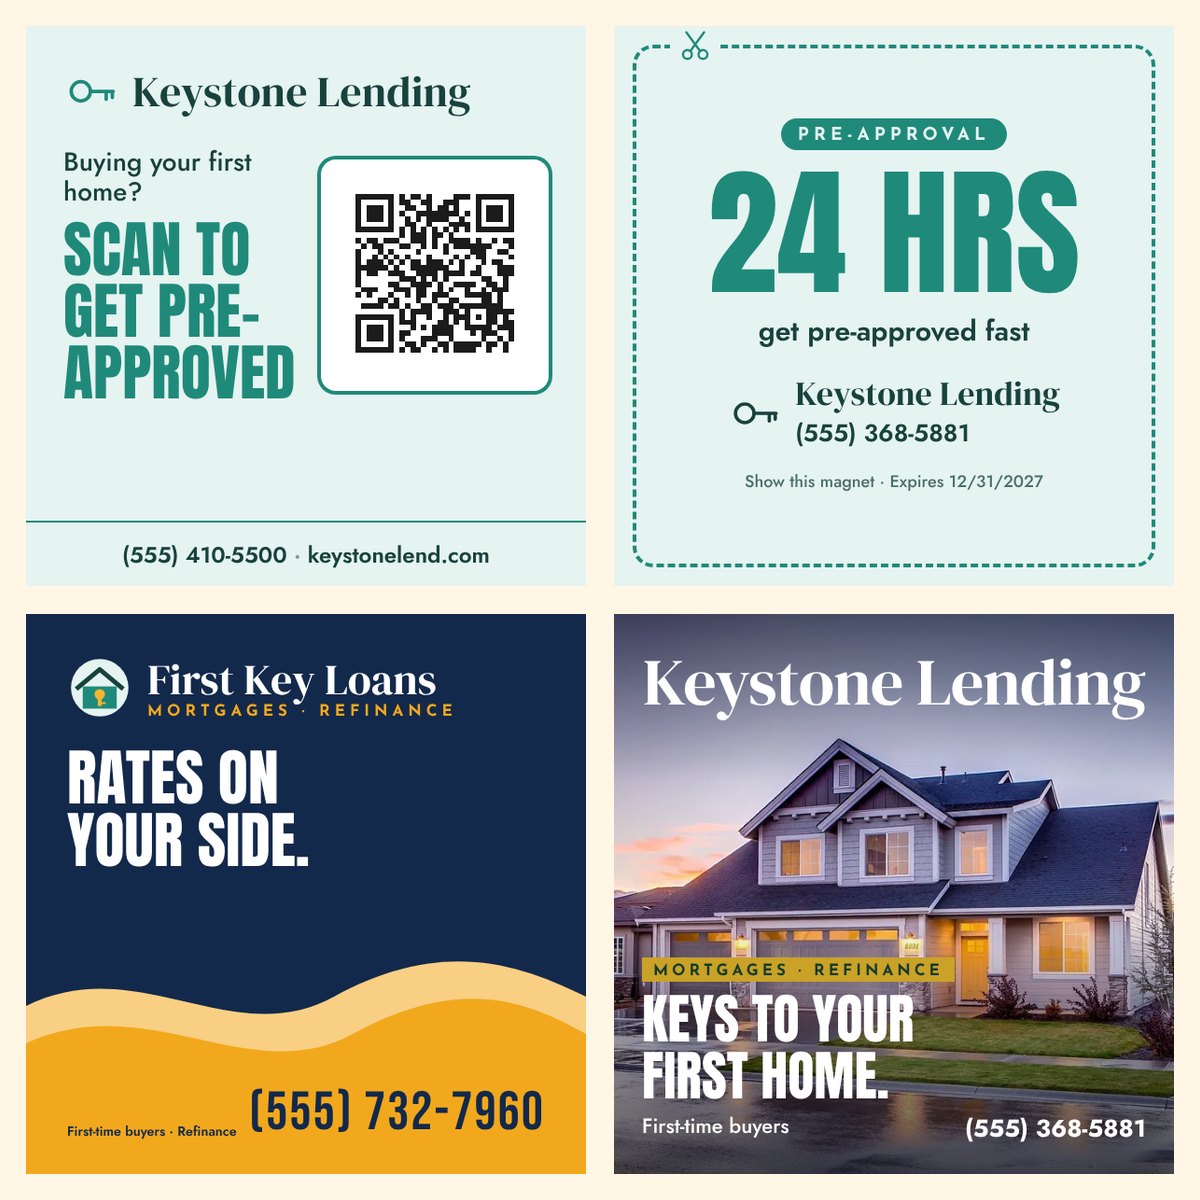 Keystone Lending
Buying your first
home?
SCAN TO
GET PRE-
APPROVED
(555) 410-5500 · keystonelend.com
PRE-APPROVAL
24 HRS
get pre-approved fast
Keystone Lending
(555) 368-5881
Show this magnet · Expires 12/31/2027
First Key Loans
MORTGAGES · REFINANCE
RATES ON
YOUR SIDE.
First-time buyers · Refinance
(555) 732-7960
Keystone Lending
MORTGAGES · REFINANCE
KEYS TO YOUR
FIRST HOME.
First-time buyers
(555) 368-5881